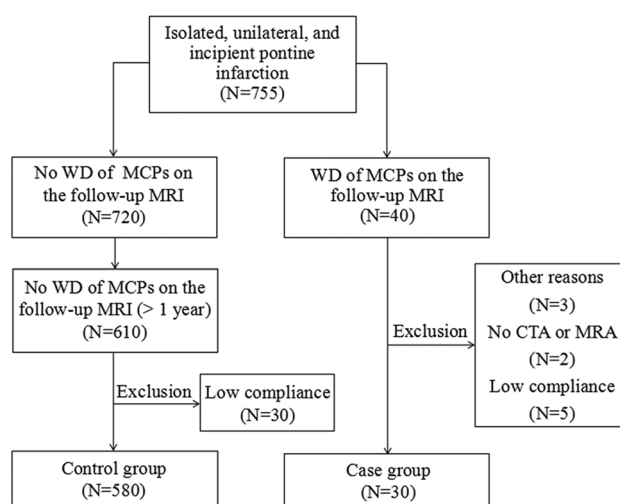 Isolated, unilateral, and
incipient pontine
infarction
(N=755)
No WD of MCPs on
the follow-up MRI
(N=720)
WD of MCPs on the
follow-up MRI
(N=40)
No WD of MCPs on the
follow-up MRI (> 1 year)
(N=610)
Other reasons
(N=3)
No CTA or MRA
(N=2)
Low compliance
(N=5)
Exclusion
Exclusion
Low compliance
(N=30)
Control group
(N=580)
Case group
(N=30)